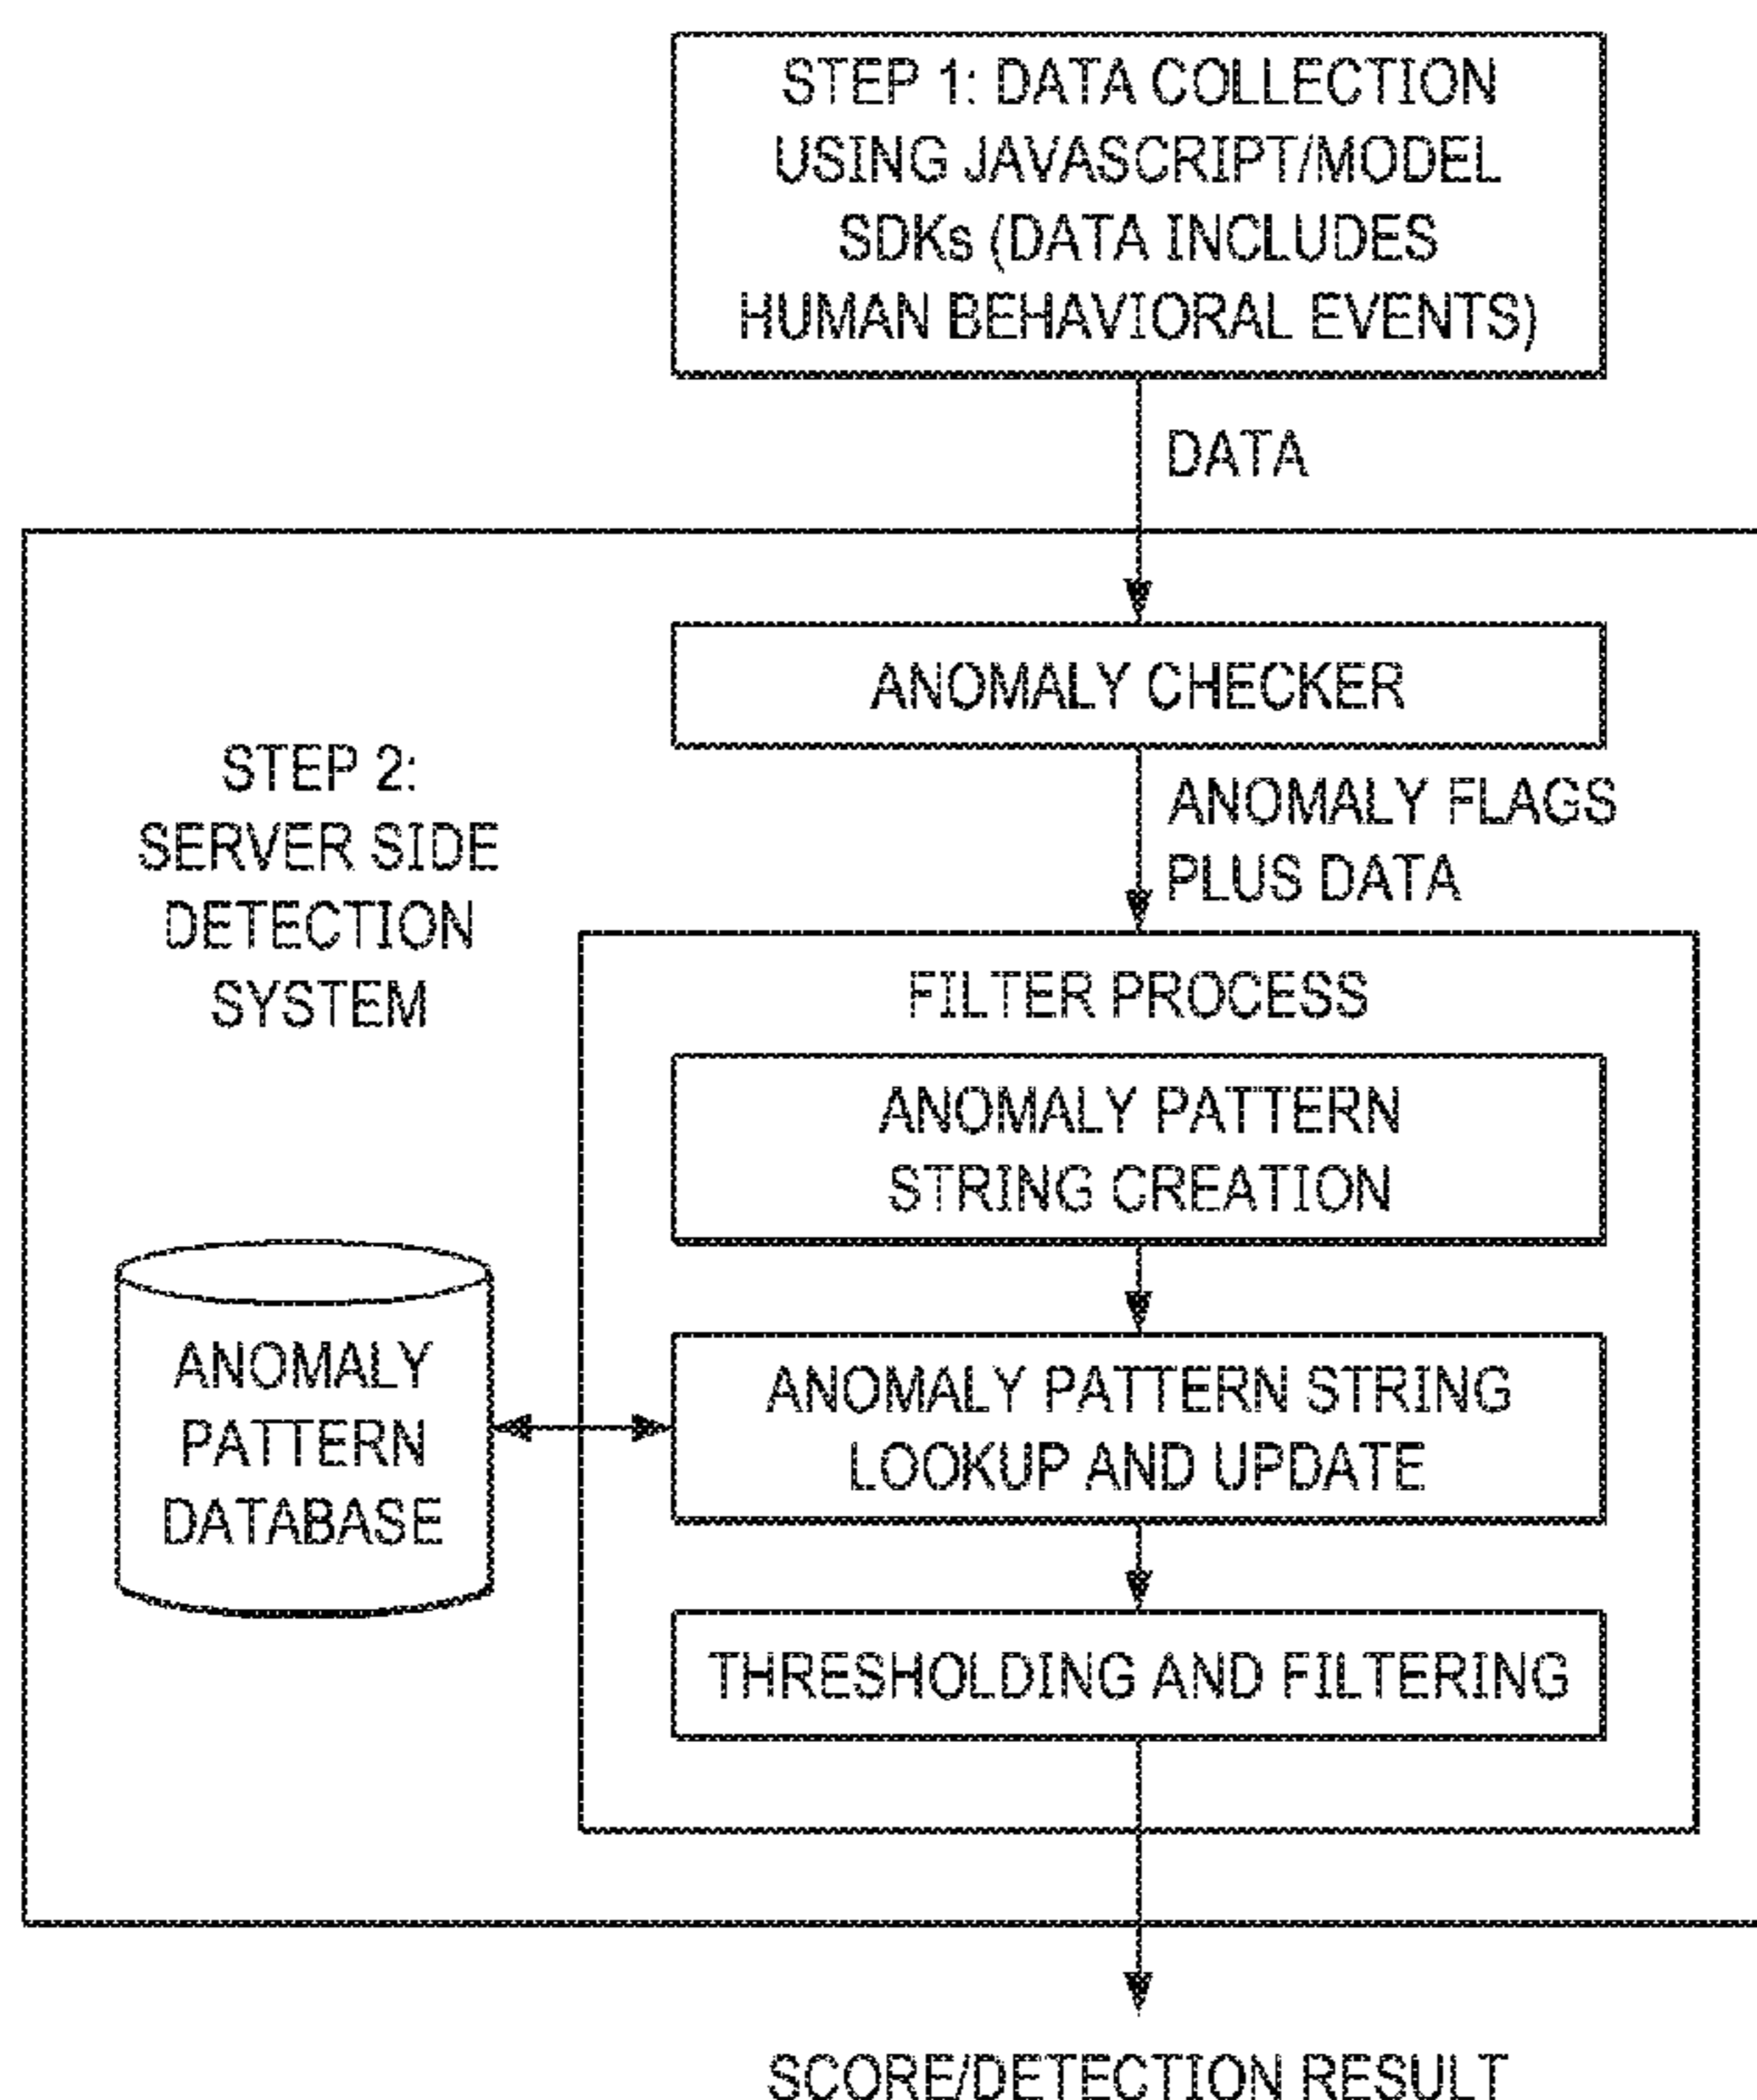 STEP 1: DATA COLLECTION
USING JAVASCRIPT/MODEL
SDKs (DATA INCLUDES
HUMAN BEHAVIORAL EVENTS)
DATA
ANOMALY CHECKER
STEP 2:
SERVER SIDE
DETECTION
SYSTEM
ANOMALY FLAGS
PLUS DATA
FILTER PROCESS
ANOMALY PATTERN
STRING CREATION
ANOMALY
PATTERN
DATABASE
ANOMALY PATTERN STRING
LOOKUP AND UPDATE
THRESHOLDING AND FILTERING
SCORE/DETECTION RESULT